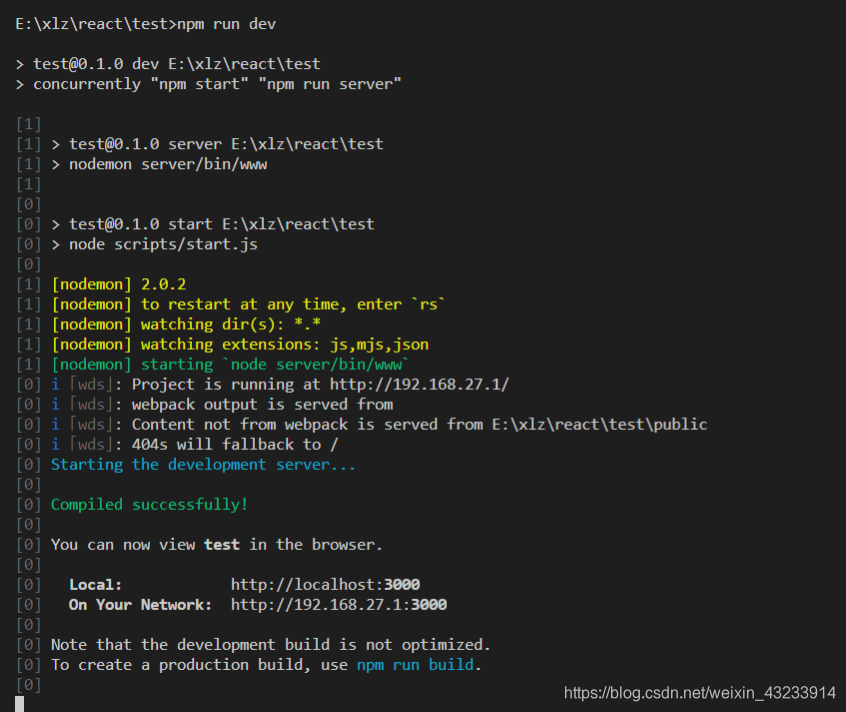 E:\xlz\react\test>npm run dev
> test@0.1.0 dev E:\xlz\react\test
> concurrently "npm start" "npm run server"
[1]
[1] > test@0.1.0 server E:\xlz\react\test
[1] > nodemon server/bin/www
[1]
[0]
[0] > test@0.1.0 start E:\xlz\react\test
[0] > node scripts/start.js
[0]
[1] [nodemon] 2.0.2
[1] [nodemon] to restart at any time, enter `rs`
[1] [nodemon] watching dir(s): *.*
[1] [nodemon] watching extensions: js,mjs,json
[1] [nodemon] starting `node server/bin/www`
[0] i ｢wds｣: Project is running at http://192.168.27.1/
[0] i ｢wds｣: webpack output is served from
[0] i ｢wds｣: Content not from webpack is served from E:\xlz\react\test\public
[0] i ｢wds｣: 404s will fallback to /
[0] Starting the development server...
[0]
[0] Compiled successfully!
[0]
[0] You can now view test in the browser.
[0]
[0]   Local:            http://localhost:3000
[0]   On Your Network:  http://192.168.27.1:3000
[0]
[0] Note that the development build is not optimized.
[0] To create a production build, use npm run build.
[0]
https://blog.csdn.net/weixin_43233914